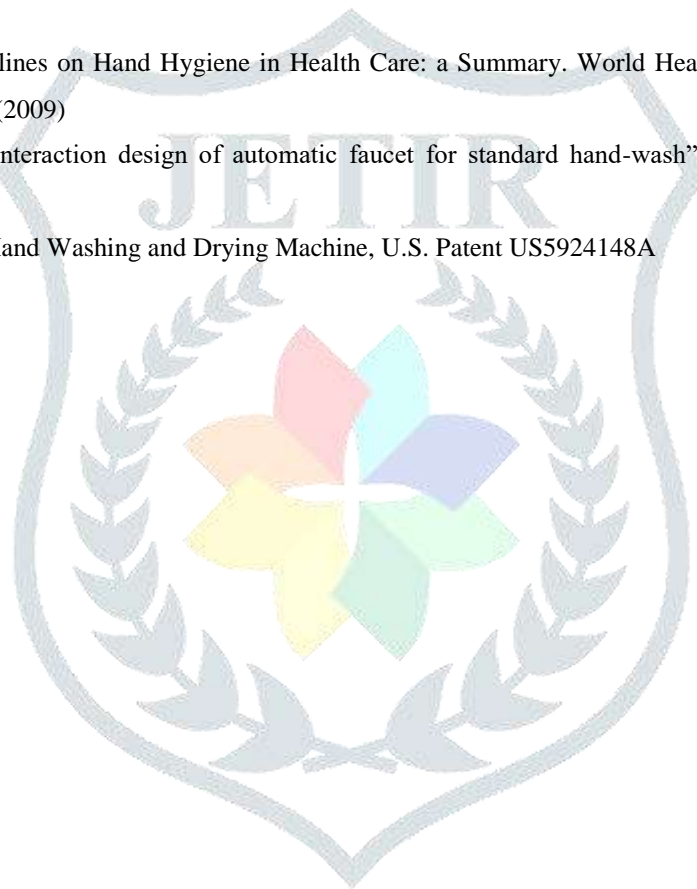 lines on Hand Hygiene in Health Care: a Summary. World Hea
(2009)
JETIR
nteraction design of automatic faucet for standard hand-wash”
Hand Washing and Drying Machine, U.S. Patent US5924148A